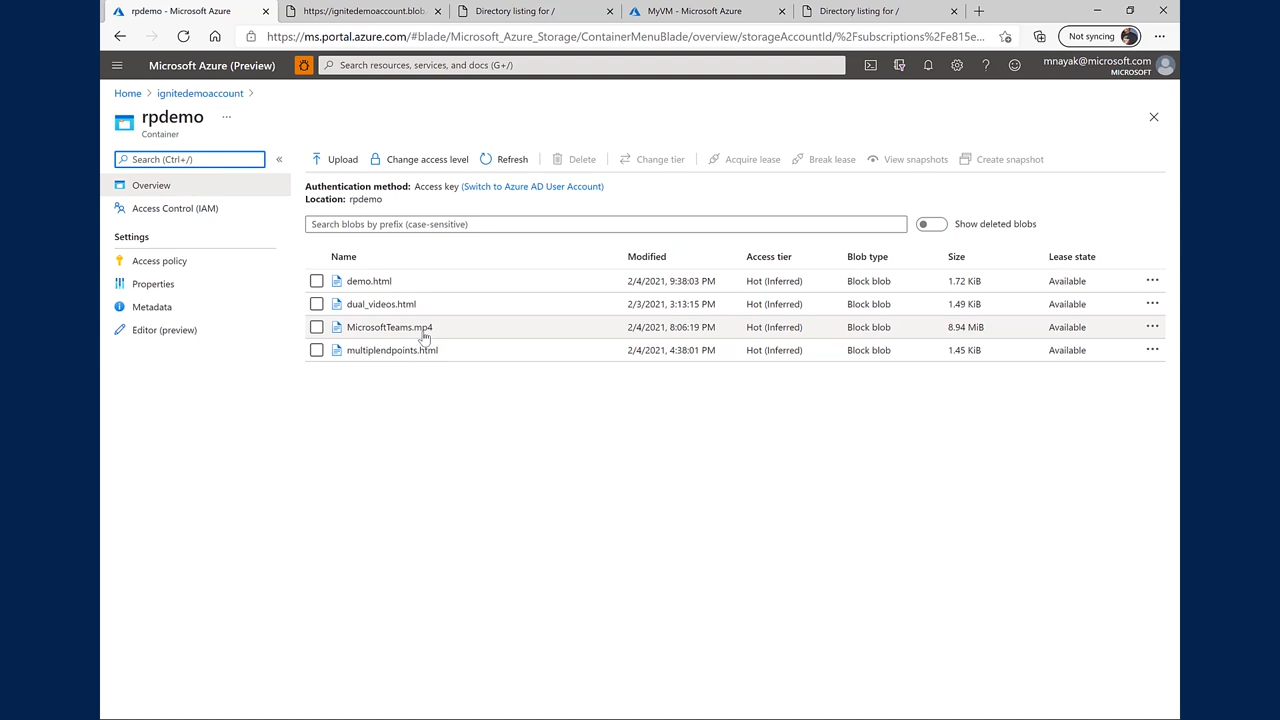 rpdemo - Microsoft Azure
https://ignitedemoaccount.blob
Directory listing for /
MyVM - Microsoft Azure
Directory listing for /
https://ms.portal.azure.com/#blade/Microsoft_Azure_Storage/ContainerMenuBlade/overview/storageAccountId/%2Fsubscriptions%2Fe815e...
Not syncing
Microsoft Azure (Preview)
Search resources, services, and docs (G+/)
mnayak@microsoft.com
MICROSOFT
Home > ignitedemoaccount >
rpdemo ...
Container
Search (Ctrl+/)
«
Upload Change access level Refresh Delete Change tier Acquire lease Break lease View snapshots Create snapshot
Overview
Access Control (IAM)
Settings
Access policy
Properties
Metadata
Editor (preview)
Authentication method: Access key (Switch to Azure AD User Account)
Location: rpdemo
Search blobs by prefix (case-sensitive)
Show deleted blobs
Name Modified Access tier Blob type Size Lease state
demo.html 2/4/2021, 9:38:03 PM Hot (Inferred) Block blob 1.72 KiB Available ...
dual_videos.html 2/3/2021, 3:13:15 PM Hot (Inferred) Block blob 1.49 KiB Available ...
MicrosoftTeams.mp4 2/4/2021, 8:06:19 PM Hot (Inferred) Block blob 8.94 MiB Available ...
multiplendpoints.html 2/4/2021, 4:38:01 PM Hot (Inferred) Block blob 1.45 KiB Available ...